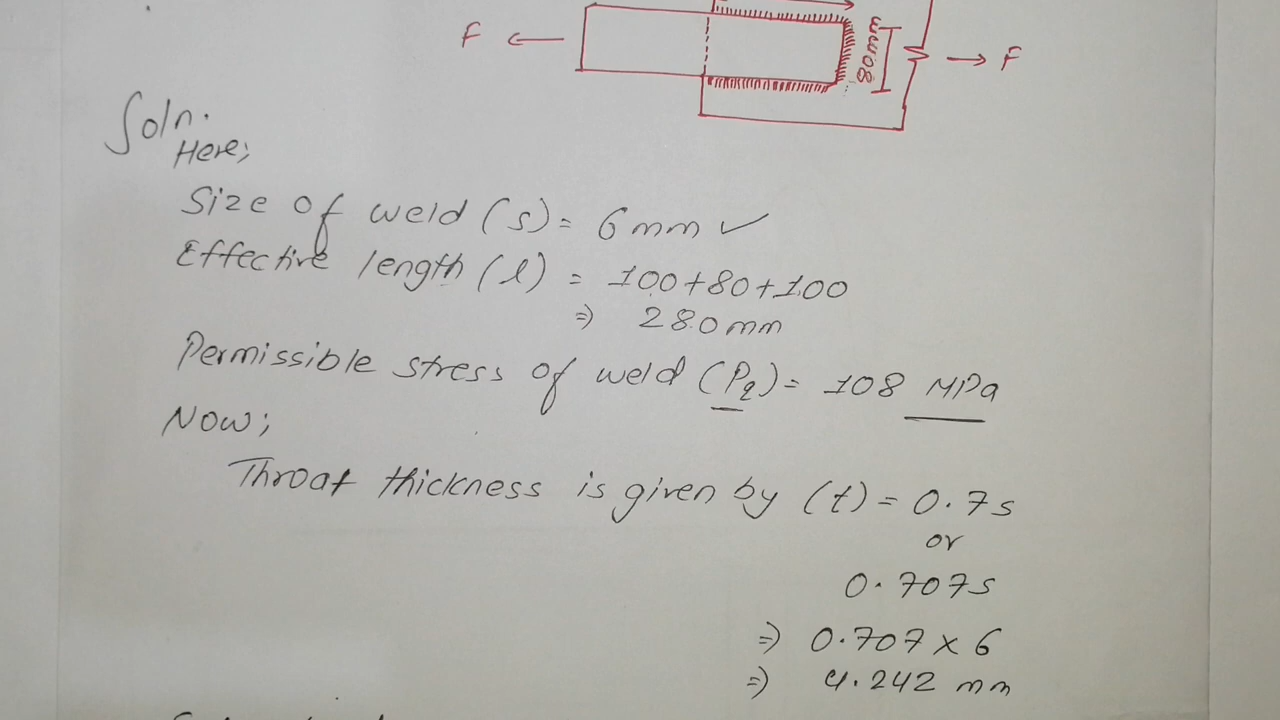 F
80mm
F
Soln.
Here;
Size of weld (s) = 6mm ✓
Effective length (l) = 100+80+100
⇒ 280mm
Permissible stress of weld (Pq) = 108 MPa
Now;
Throat thickness is given by (t) = 0.7s
or
0.707s
⇒ 0.707 × 6
⇒ 4.242 mm